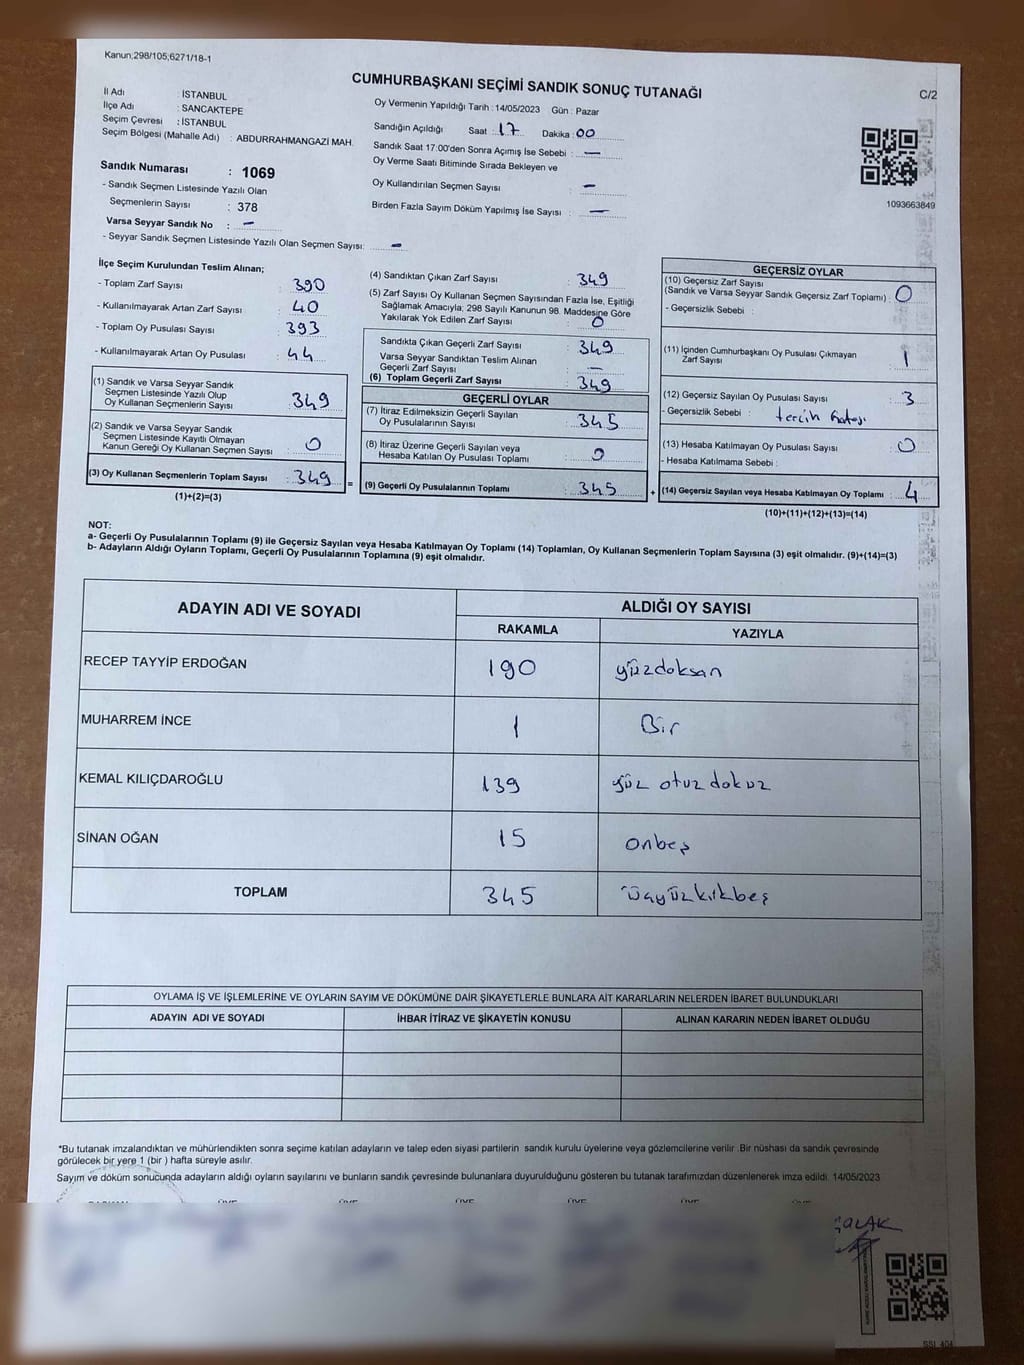 Kanun;298/105;6271/18-1
CUMHURBAŞKANI SEÇİMİ SANDIK SONUÇ TUTANAĞI
C/2
İl Adı : İSTANBUL
İlçe Adı : SANCAKTEPE
Seçim Çevresi : İSTANBUL
Seçim Bölgesi (Mahalle Adı) : ABDURRAHMANGAZİ MAH.
Sandık Numarası : 1069
- Sandık Seçmen Listesinde Yazılı Olan
Seçmenlerin Sayısı : 378
Varsa Seyyar Sandık No : -
- Seyyar Sandık Seçmen Listesinde Yazılı Olan Seçmen Sayısı: -
Oy Vermenin Yapıldığı Tarih : 14/05/2023 Gün : Pazar
Sandığın Açıldığı Saat : 17 Dakika : 00
Sandık Saat 17:00'den Sonra Açımış İse Sebebi : -
Oy Verme Saati Bitiminde Sırada Bekleyen ve
Oy Kullandırılan Seçmen Sayısı : -
Birden Fazla Sayım Döküm Yapılmış İse Sayısı : -
1093663849
İlçe Seçim Kurulundan Teslim Alınan;
- Toplam Zarf Sayısı : 390
- Kullanılmayarak Artan Zarf Sayısı : 40
- Toplam Oy Pusulası Sayısı : 393
- Kullanılmayarak Artan Oy Pusulası : 44
(1) Sandık ve Varsa Seyyar Sandık
Seçmen Listesinde Yazılı Olup
Oy Kullanan Seçmenlerin Sayısı : 349
(2) Sandık ve Varsa Seyyar Sandık
Seçmen Listesinde Kayıtlı Olmayan
Kanun Gereği Oy Kullanan Seçmen Sayısı : 0
(3) Oy Kullanan Seçmenlerin Toplam Sayısı : 349 =
(1)+(2)=(3)
(4) Sandıktan Çıkan Zarf Sayısı : 349
(5) Zarf Sayısı Oy Kullanan Seçmen Sayısından Fazla İse, Eşitliği
Sağlamak Amacıyla, 298 Sayılı Kanunun 98. Maddesine Göre
Yakılarak Yok Edilen Zarf Sayısı : 0
Sandıkta Çıkan Geçerli Zarf Sayısı : 349
Varsa Seyyar Sandıktan Teslim Alınan
Geçerli Zarf Sayısı : -
(6) Toplam Geçerli Zarf Sayısı : 349
GEÇERLİ OYLAR
(7) İtiraz Edilmeksizin Geçerli Sayılan
Oy Pusulalarının Sayısı : 345
(8) İtiraz Üzerine Geçerli Sayılan veya
Hesaba Katılan Oy Pusulası Toplamı : 0
(9) Geçerli Oy Pusulalarının Toplamı : 345 +
GEÇERSİZ OYLAR
(10) Geçersiz Zarf Sayısı
(Sandık ve Varsa Seyyar Sandık Geçersiz Zarf Toplamı) : 0
- Geçersizlik Sebebi :
(11) İçinden Cumhurbaşkanı Oy Pusulası Çıkmayan
Zarf Sayısı : 1
(12) Geçersiz Sayılan Oy Pusulası Sayısı : 3
- Geçersizlik Sebebi : tercih hatası
(13) Hesaba Katılmayan Oy Pusulası Sayısı : 0
- Hesaba Katılmama Sebebi :
(14) Geçersiz Sayılan veya Hesaba Katılmayan Oy Toplamı : 4
(10)+(11)+(12)+(13)=(14)
NOT:
a- Geçerli Oy Pusulalarının Toplamı (9) ile Geçersiz Sayılan veya Hesaba Katılmayan Oy Toplamı (14) Toplamları, Oy Kullanan Seçmenlerin Toplam Sayısına (3) eşit olmalıdır. (9)+(14)=(3)
b- Adayların Aldığı Oyların Toplamı, Geçerli Oy Pusulalarının Toplamına (9) eşit olmalıdır.
ADAYIN ADI VE SOYADI ALDIĞI OY SAYISI
RAKAMLA YAZIYLA
RECEP TAYYİP ERDOĞAN 190 yüzdoksan
MUHARREM İNCE 1 Bir
KEMAL KILIÇDAROĞLU 139 yüz otuz dokuz
SİNAN OĞAN 15 onbeş
TOPLAM 345 üçyüzkırkbeş
OYLAMA İŞ VE İŞLEMLERİNE VE OYLARIN SAYIM VE DÖKÜMÜNE DAİR ŞİKAYETLERLE BUNLARA AİT KARARLARIN NELERDEN İBARET BULUNDUKLARI
ADAYIN ADI VE SOYADI İHBAR İTİRAZ VE ŞİKAYETİN KONUSU ALINAN KARARIN NEDEN İBARET OLDUĞU
*Bu tutanak imzalandıktan ve mühürlendikten sonra seçime katılan adayların ve talep eden siyasi partilerin sandık kurulu üyelerine veya gözlemcilerine verilir .Bir nüshası da sandık çevresinde
görülecek bir yere 1 (bir ) hafta süreyle asılır.
Sayım ve döküm sonucunda adayların aldığı oyların sayılarını ve bunların sandık çevresinde bulunanlara duyurulduğunu gösteren bu tutanak tarafımızdan düzenlenerek imza edildi. 14/05/2023